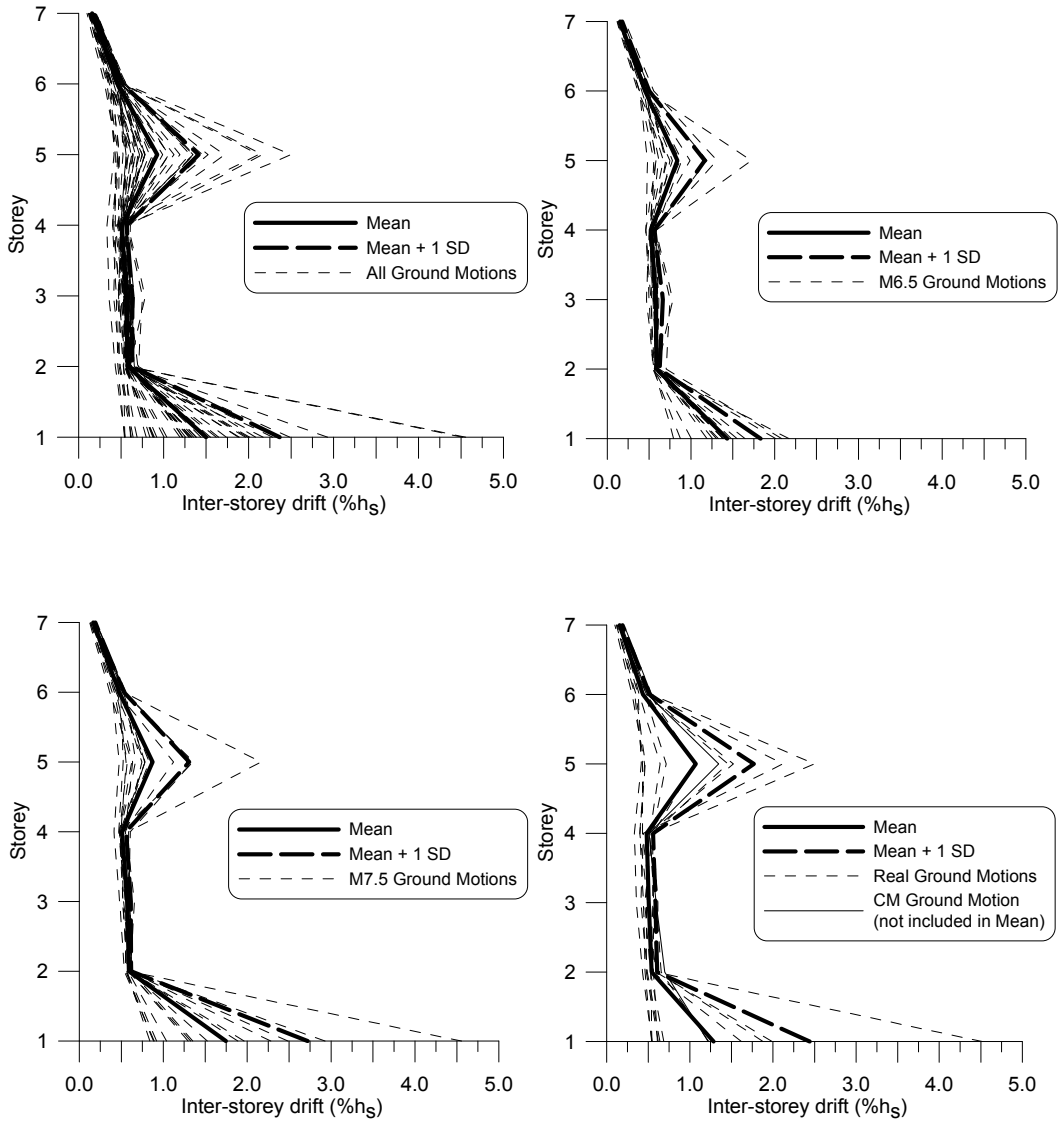 7
6
5
4
3
2
1
Storey
Mean
Mean + 1 SD
All Ground Motions
0.0 1.0 2.0 3.0 4.0 5.0
Inter-storey drift (%hs)
7
6
5
4
3
2
1
Storey
Mean
Mean + 1 SD
M6.5 Ground Motions
0.0 1.0 2.0 3.0 4.0 5.0
Inter-storey drift (%hs)
7
6
5
4
3
2
1
Storey
Mean
Mean + 1 SD
M7.5 Ground Motions
0.0 1.0 2.0 3.0 4.0 5.0
Inter-storey drift (%hs)
7
6
5
4
3
2
1
Storey
Mean
Mean + 1 SD
Real Ground Motions
CM Ground Motion
(not included in Mean)
0.0 1.0 2.0 3.0 4.0 5.0
Inter-storey drift (%hs)